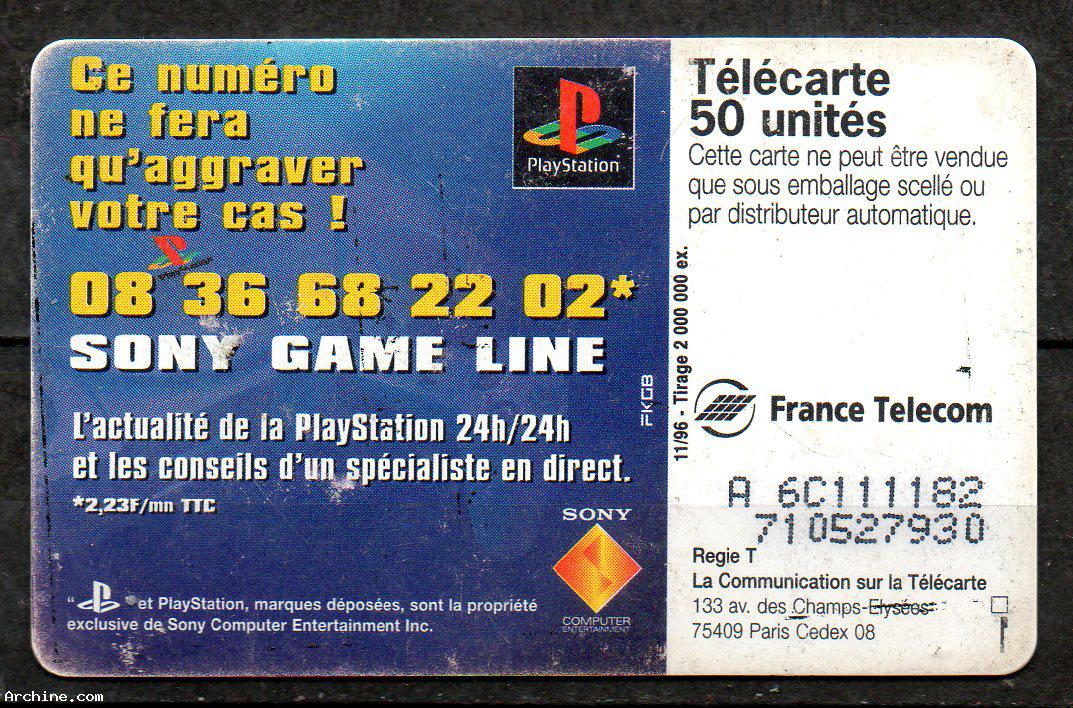 Ce numéro
ne fera
qu'aggraver
votre cas !
08 36 68 22 02*
SONY GAME LINE
L'actualité de la PlayStation 24h/24h
et les conseils d'un spécialiste en direct.
*2,23F/mn TTC
PlayStation
SONY
COMPUTER
ENTERTAINMENT
" et PlayStation, marques déposées, sont la propriété
exclusive de Sony Computer Entertainment Inc.
FKGB
11/96 - Tirage 2 000 000 ex.
Télécarte
50 unités
Cette carte ne peut être vendue
que sous emballage scellé ou
par distributeur automatique.
France Telecom
A 6C111182
710527930
Regie T
La Communication sur la Télécarte
133 av. des Champs-Elysées
75409 Paris Cedex 08
Archine.com